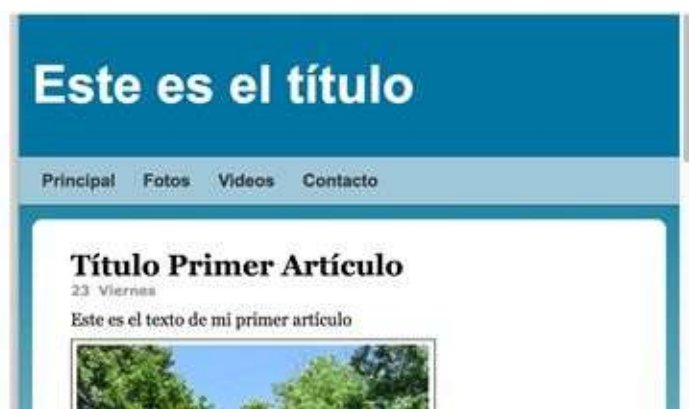 Este es el título
Principal Fotos Videos Contacto
Título Primer Artículo
23 Viernes
Este es el texto de mi primer artículo